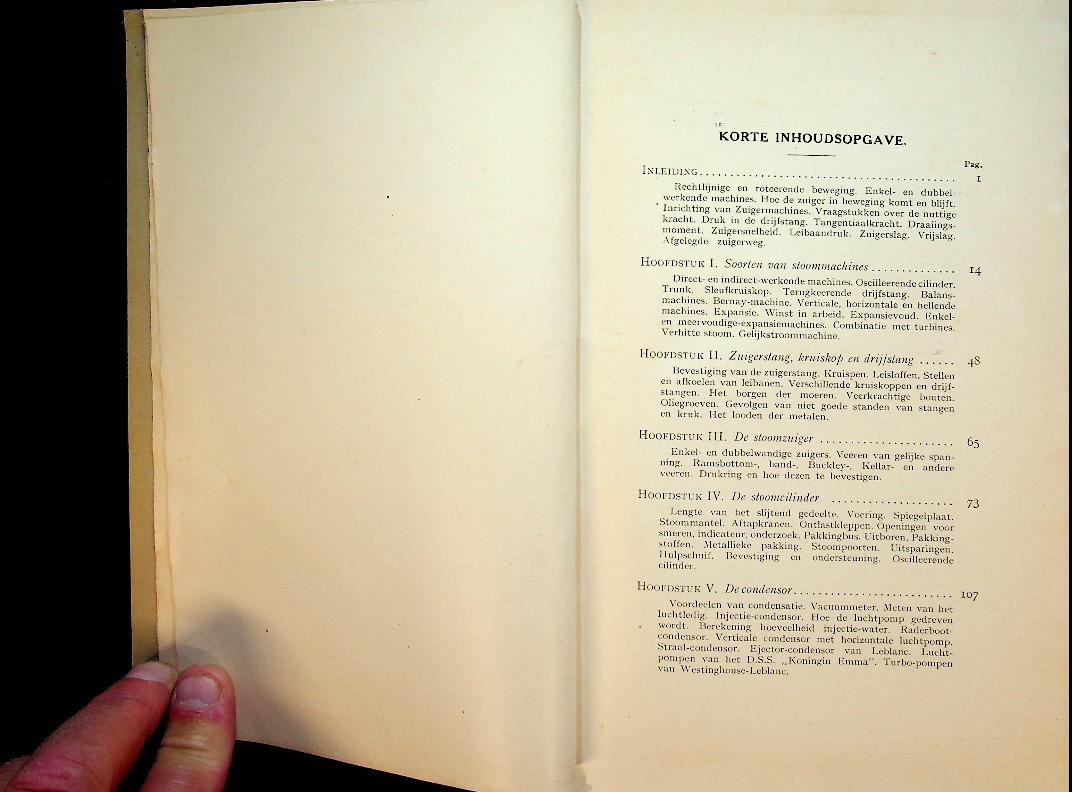 KORTE INHOUDSOPGAVE.
Pag.
INLEIDING. . . . . . . . . . . . . . . . . . . . . . . . . . . . . . . . . . . . . . . . . . 1
Rechtlijnige en roteerende beweging. Enkel- en dubbel-
werkende machines. Hoe de zuiger in beweging komt en blijft.
Inrichting van Zuigermachines. Vraagstukken over de nuttige
kracht. Druk in de drijfstang. Tangentiaalkracht. Draaiings-
moment. Zuigersnelheid. Leibaandruk. Zuigerslag. Vrijslag.
Afgelegde zuigerweg.
HOOFDSTUK I. Soorten van stoommachines . . . . . . . . . . . . . . 14
Direct- en indirect-werkende machines. Oscilleerende cilinder.
Trunk. Sleufkruiskop. Terugkeerende drijfstang. Balans-
machines. Bernay-machine. Verticale, horizontale en hellende
machines. Expansie. Winst in arbeid. Expansievoud. Enkel-
en meervoudige-expansiemachines. Combinatie met turbines.
Verhitte stoom. Gelijkstroommachine.
HOOFDSTUK II. Zuigerstang, kruiskop en drijfstang . . . . . . 48
Bevestiging van de zuigerstang. Kruispen. Leisloffen. Stellen
en afkoelen van leibanen. Verschillende kruiskoppen en drijf-
stangen. Het borgen der moeren. Veerkrachtige bouten.
Oliegroeven. Gevolgen van niet goede standen van stangen
en kruk. Het looden der metalen.
HOOFDSTUK III. De stoomzuiger . . . . . . . . . . . . . . . . . . . . . . 65
Enkel- en dubbelwandige zuigers. Veeren van gelijke span-
ning. Ramsbottom-, band-, Buckley-, Kellar- en andere
veeren. Drukring en hoe dezen te bevestigen.
HOOFDSTUK IV. De stoomcilinder . . . . . . . . . . . . . . . . . . . . 73
Lengte van het slijtend gedeelte. Voering. Spiegelplaat.
Stoommantel. Aftapkranen. Ontlastkleppen. Openingen voor
smeren, indicateur, onderzoek. Pakkingbus. Uitboren. Pakking-
stoffen. Metallieke pakking. Stoompoorten. Uitsparingen.
Hulpschuif. Bevestiging en ondersteuning. Oscilleerende
cilinder.
HOOFDSTUK V. De condensor. . . . . . . . . . . . . . . . . . . . . . . . . . 107
Voordeelen van condensatie. Vacuummeter. Meten van het
luchtledig. Injectie-condensor. Hoe de luchtpomp gedreven
wordt. Berekening hoeveelheid injectie-water. Raderboot-
condensor. Verticale condensor met horizontale luchtpomp.
Straal-condensor. Ejector-condensor van Leblanc. Lucht-
pompen van het D.S.S. „Koningin Emma". Turbo-pompen
van Westinghouse-Leblanc.